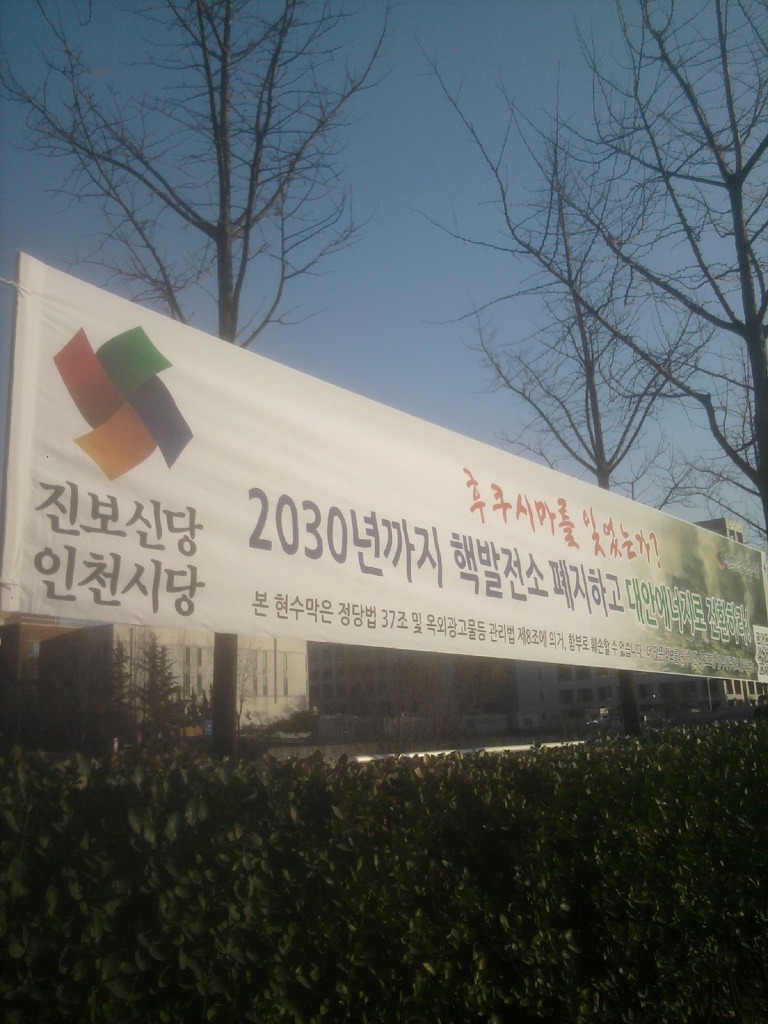 진보신당
인천시당
후쿠시마를 잊었는가?
2030년까지 핵발전소 폐지하고 대안에너지로 전환하라!
본 현수막은 정당법 37조 및 옥외광고물등 관리법 제8조에 의거, 함부로 훼손할 수 없습니다.